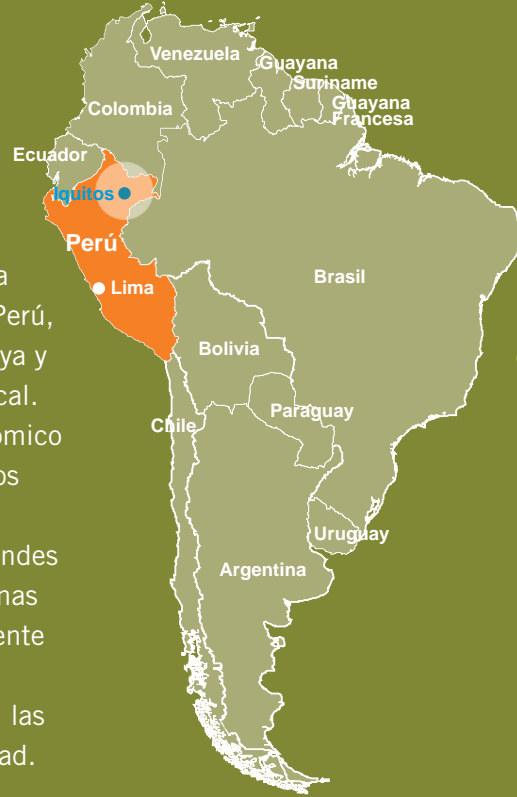 Venezuela
Guayana
Suriname
Guayana
Francesa
Colombia
Ecuador
Iquitos
Perú
Lima
Brasil
Bolivia
Paraguay
Chile
Uruguay
Argentina
a
Perú,
ya y
cal.
ómico
os
ndes
nas
ente
las
ad.